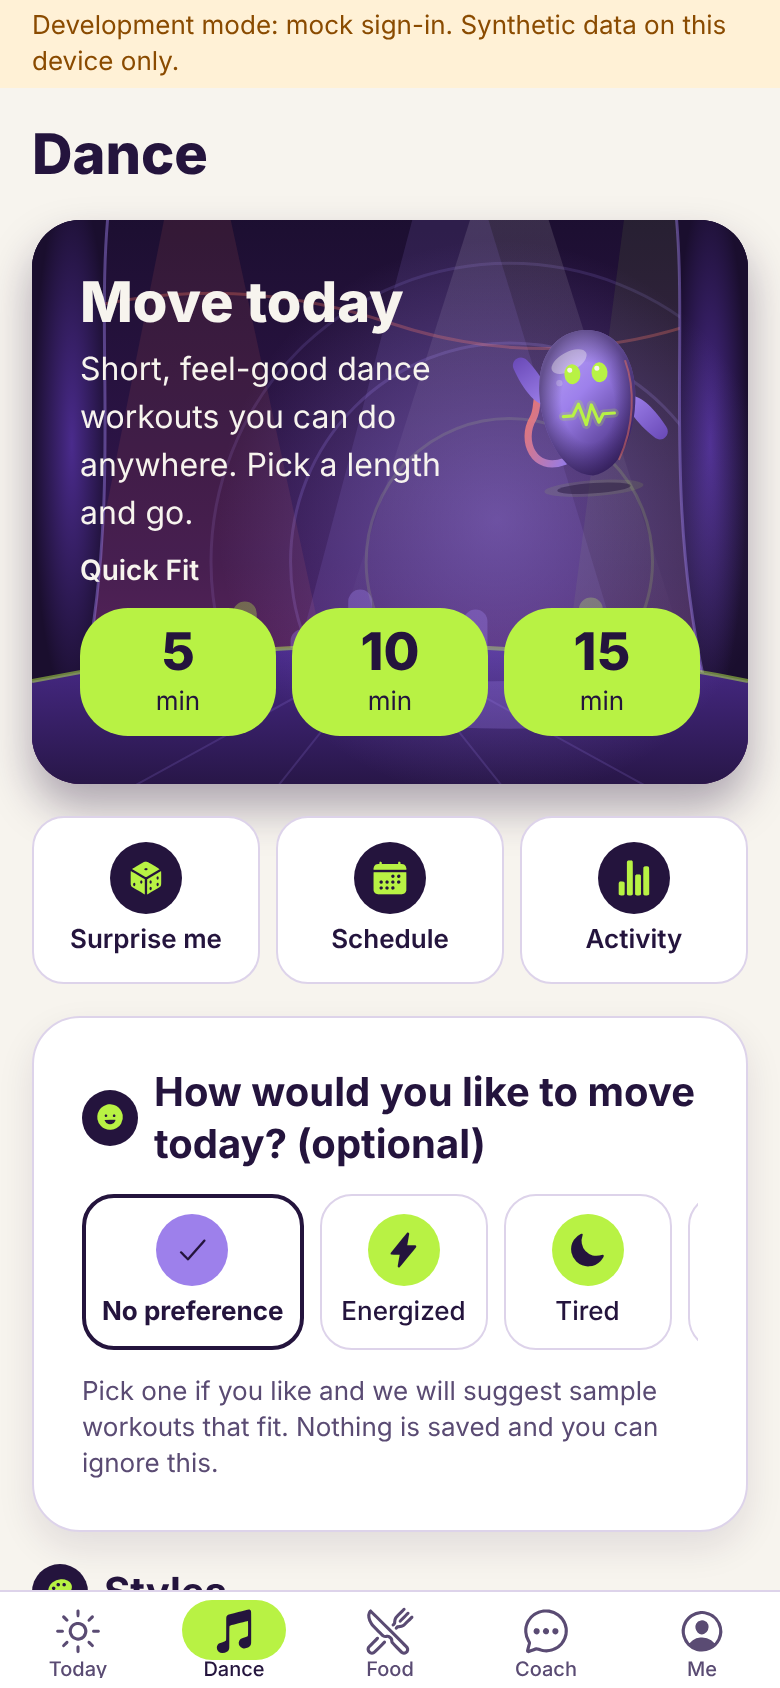 Development mode: mock sign-in. Synthetic data on this
device only.
Dance
Move today
Short, feel-good dance
workouts you can do
anywhere. Pick a length
and go.
Quick Fit
5
min
10
min
15
min
Surprise me
Schedule
Activity
How would you like to move
today? (optional)
No preference
Energized
Tired
Pick one if you like and we will suggest sample
workouts that fit. Nothing is saved and you can
ignore this.
Styles
Today
Dance
Food
Coach
Me